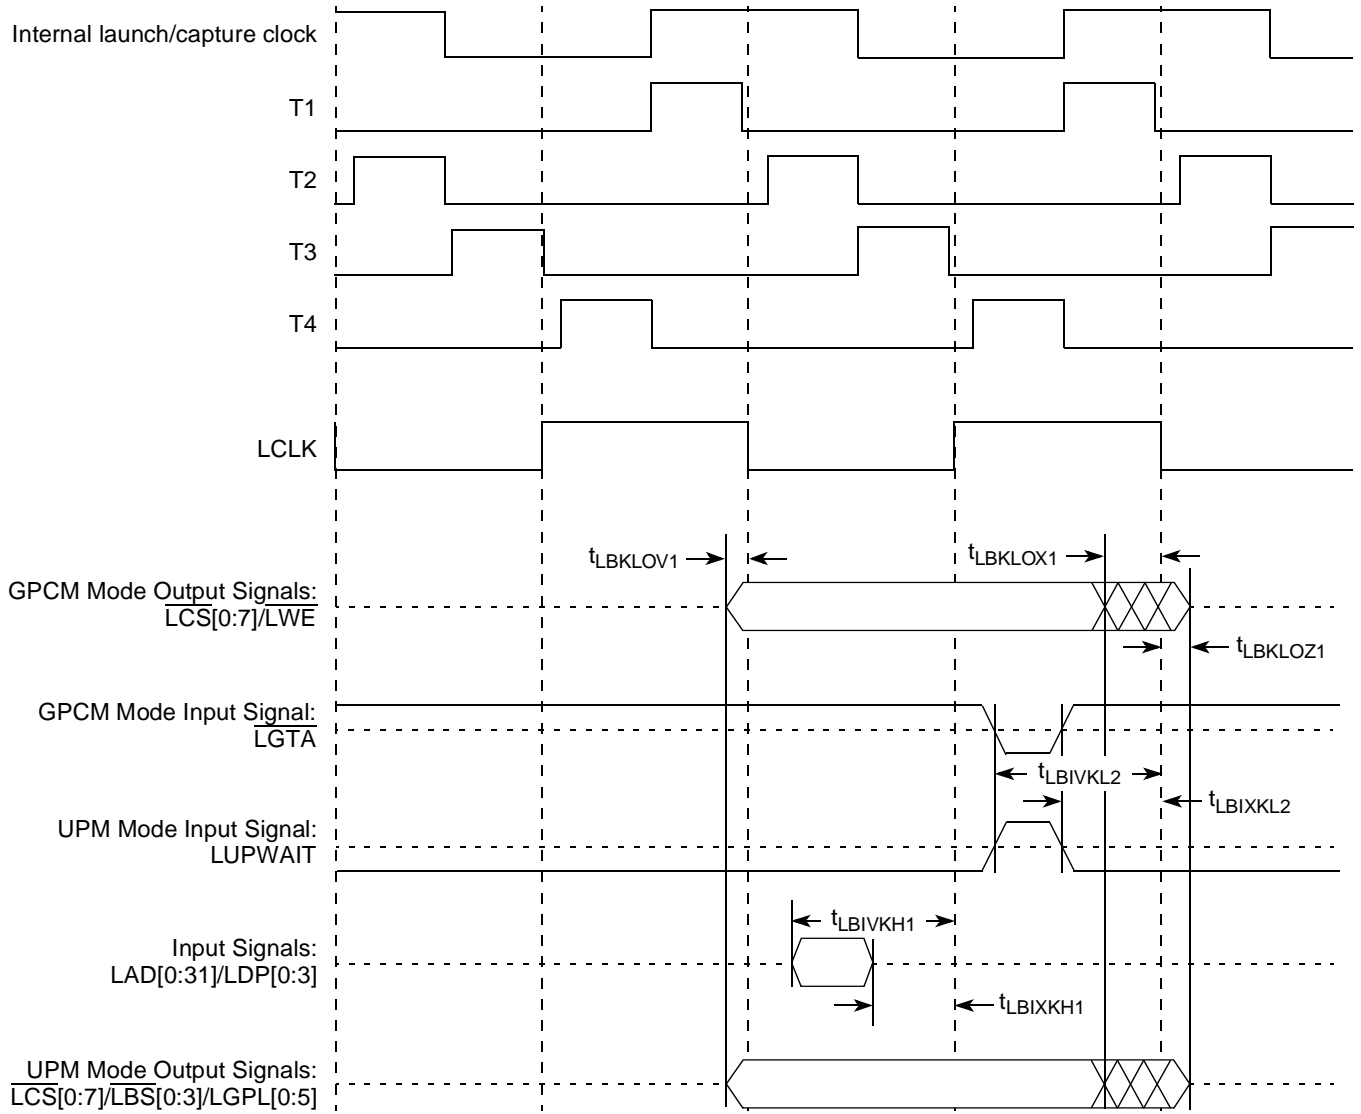 Internal launch/capture clock
T1
T2
T3
T4
LCLK
tLBKLOV1
tLBKLOX1
GPCM Mode Output Signals:
LCS[0:7]/LWE
tLBKLOZ1
GPCM Mode Input Signal:
LGTA
tLBIVKL2
tLBIXKL2
UPM Mode Input Signal:
LUPWAIT
tLBIVKH1
Input Signals:
LAD[0:31]/LDP[0:3]
tLBIXKH1
UPM Mode Output Signals:
LCS[0:7]/LBS[0:3]/LGPL[0:5]